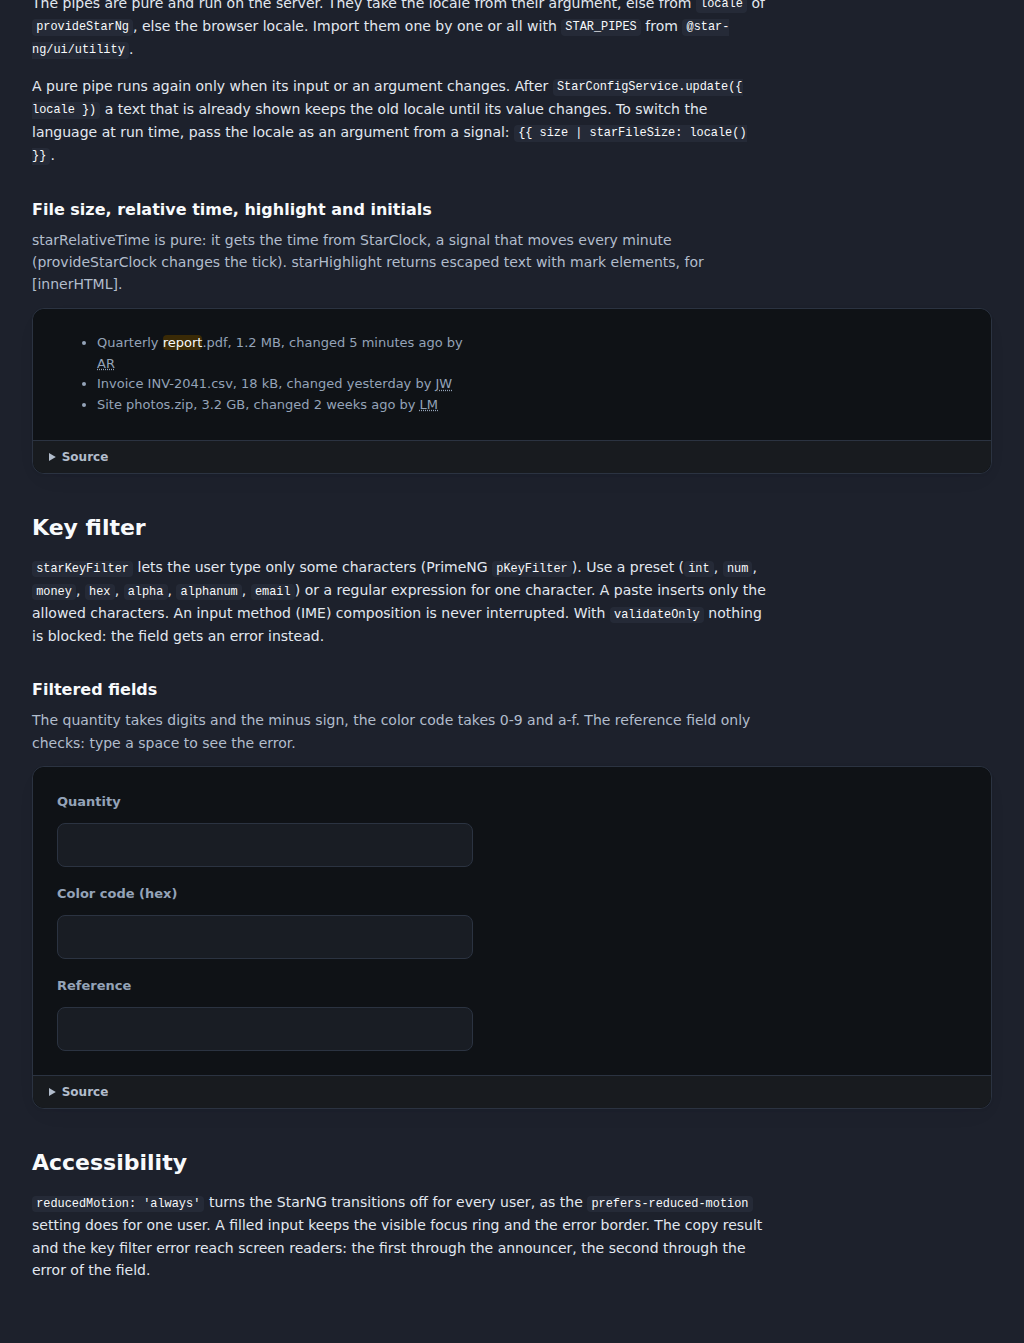 The pipes are pure and run on the server. They take the locale from their argument, else from locale of
provideStarNg, else the browser locale. Import them one by one or all with STAR_PIPES from @star-
ng/ui/utility.
A pure pipe runs again only when its input or an argument changes. After StarConfigService.update({
locale }) a text that is already shown keeps the old locale until its value changes. To switch the
language at run time, pass the locale as an argument from a signal: {{ size | starFileSize: locale()
}}.
File size, relative time, highlight and initials
starRelativeTime is pure: it gets the time from StarClock, a signal that moves every minute
(provideStarClock changes the tick). starHighlight returns escaped text with mark elements, for
[innerHTML].
• Quarterly report.pdf, 1.2 MB, changed 5 minutes ago by
AR
• Invoice INV-2041.csv, 18 kB, changed yesterday by JW
• Site photos.zip, 3.2 GB, changed 2 weeks ago by LM
Source
Key filter
starKeyFilter lets the user type only some characters (PrimeNG pKeyFilter). Use a preset (int, num,
money, hex, alpha, alphanum, email) or a regular expression for one character. A paste inserts only the
allowed characters. An input method (IME) composition is never interrupted. With validateOnly nothing
is blocked: the field gets an error instead.
Filtered fields
The quantity takes digits and the minus sign, the color code takes 0-9 and a-f. The reference field only
checks: type a space to see the error.
Quantity
Color code (hex)
Reference
Source
Accessibility
reducedMotion: 'always' turns the StarNG transitions off for every user, as the prefers-reduced-motion
setting does for one user. A filled input keeps the visible focus ring and the error border. The copy result
and the key filter error reach screen readers: the first through the announcer, the second through the
error of the field.